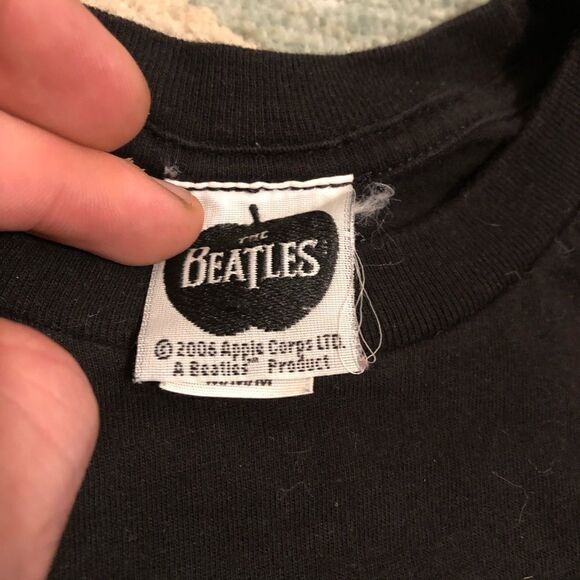 THE
BEATLES
© 2006 Apple Corps LTD.
A Beatles™ Product